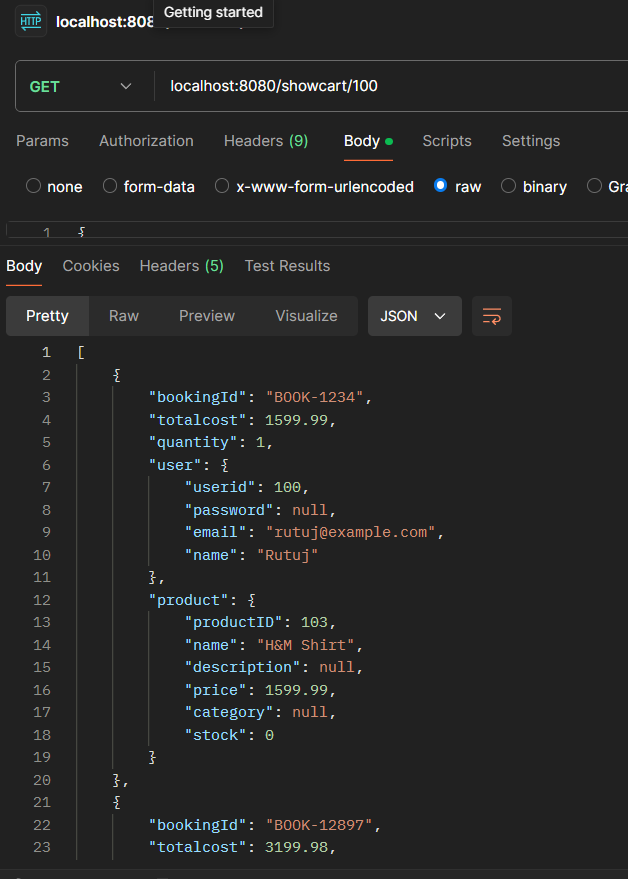 Getting started
HTTP localhost:808
GET localhost:8080/showcart/100
Params Authorization Headers (9) Body Scripts Settings
none form-data x-www-form-urlencoded raw binary Gra
1 {
Body Cookies Headers (5) Test Results
Pretty Raw Preview Visualize JSON
1 [
2 {
3 "bookingId": "BOOK-1234",
4 "totalcost": 1599.99,
5 "quantity": 1,
6 "user": {
7 "userid": 100,
8 "password": null,
9 "email": "rutuj@example.com",
10 "name": "Rutuj"
11 },
12 "product": {
13 "productID": 103,
14 "name": "H&M Shirt",
15 "description": null,
16 "price": 1599.99,
17 "category": null,
18 "stock": 0
19 }
20 },
21 {
22 "bookingId": "BOOK-12897",
23 "totalcost": 3199.98,